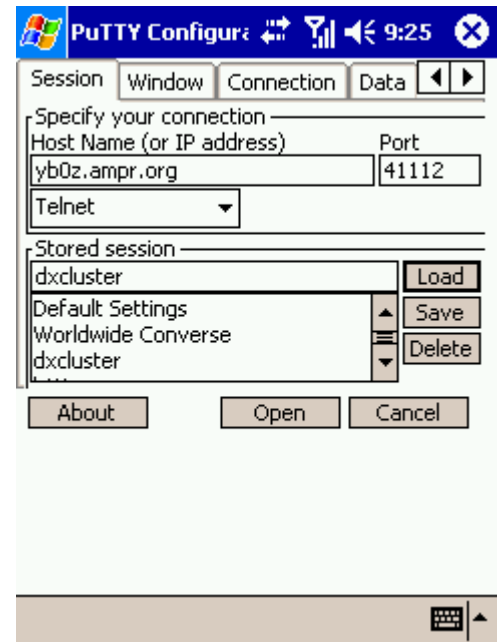 PuTTY Configura 9:25
Session Window Connection Data
Specify your connection
Host Name (or IP address) Port
yb0z.ampr.org 41112
Telnet
Stored session
dxcluster Load
Default Settings Save
Worldwide Converse
dxcluster Delete
About Open Cancel